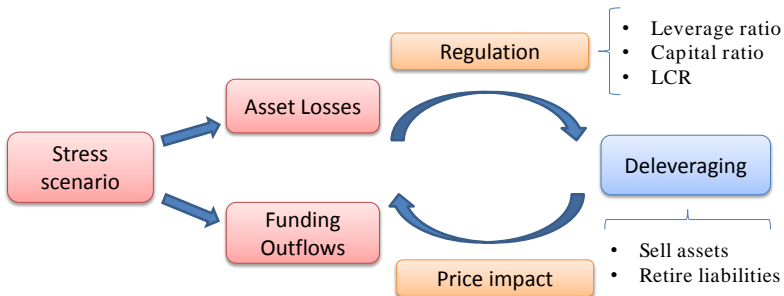 Regulation
• Leverage ratio
• Capital ratio
• LCR
Asset Losses
Stress
scenario
Deleveraging
Funding
Outflows
Price impact
• Sell assets
• Retire liabilities